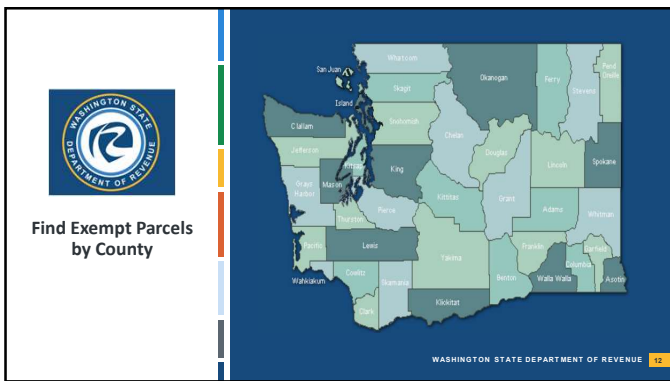 WASHINGTON STATE
DEPARTMENT OF REVENUE
Find Exempt Parcels
by County
San Juan
Whatcom
Skagit
Island
Okanogan
Ferry
Stevens
Pend
Oreille
Clallam
Snohomish
Chelan
Jefferson
Kitsap
King
Douglas
Lincoln
Spokane
Grays
Harbor
Mason
Kittitas
Grant
Adams
Whitman
Thurston
Pierce
Pacific
Lewis
Yakima
Franklin
Garfield
Columbia
Asotin
Wahkiakum
Cowlitz
Skamania
Benton
Walla Walla
Clark
Klickitat
WASHINGTON STATE DEPARTMENT OF REVENUE 12